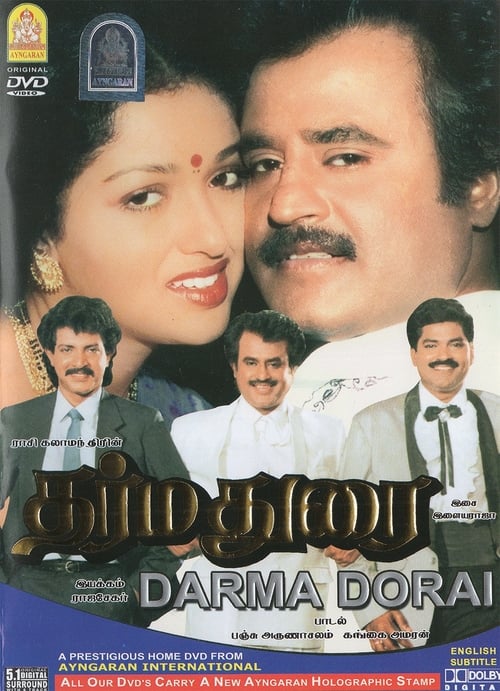 AYNGARAN
AYNGARAN
ORIGINAL
DVD
VIDEO
ராசி கலாமந்திரின்
தர்மதுரை
இசை
இளையராஜா
இயக்கம்
ராஜசேகர்
DARMA DORAI
பாடல்
பஞ்சு அருணாசலம் கங்கை அமரன்
A PRESTIGIOUS HOME DVD FROM
AYNGARAN INTERNATIONAL
ENGLISH
SUBTITLE
5.1 DIGITAL
SURROUND
ALL OUR DVD'S CARRY A NEW AYNGARAN HOLOGRAPHIC STAMP
DOLBY
DIGITA